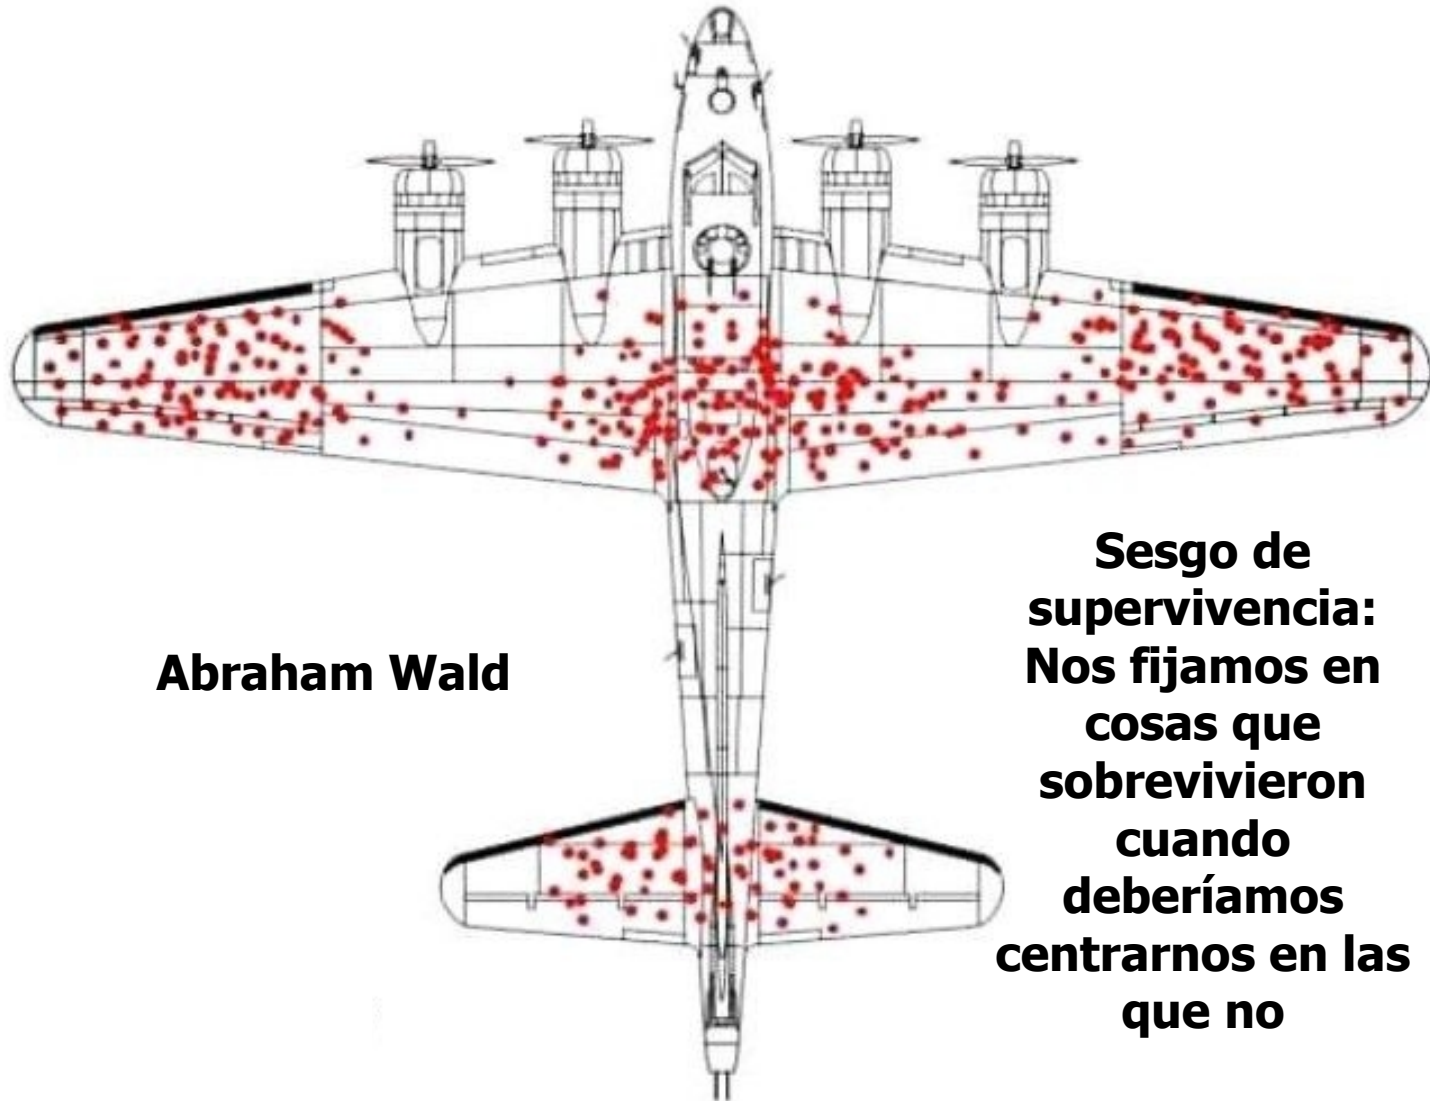 Abraham Wald
Sesgo de
supervivencia:
Nos fijamos en
cosas que
sobrevivieron
cuando
deberíamos
centrarnos en las
que no